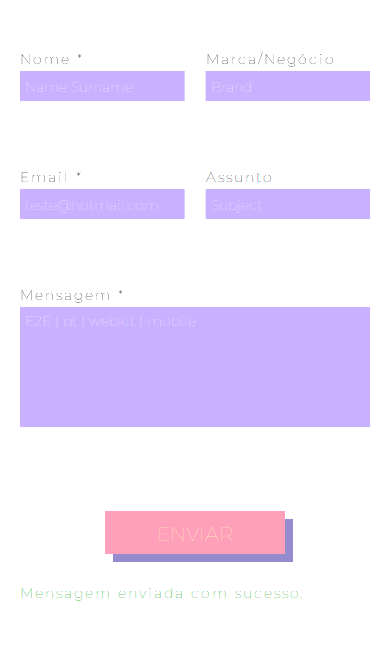 Nome *
Marca/Negócio
Name Surname
Brand
Email *
Assunto
teste@hotmail.com
Subject
Mensagem *
E2E | pt | webkit | mobile
ENVIAR
Mensagem enviada com sucesso.